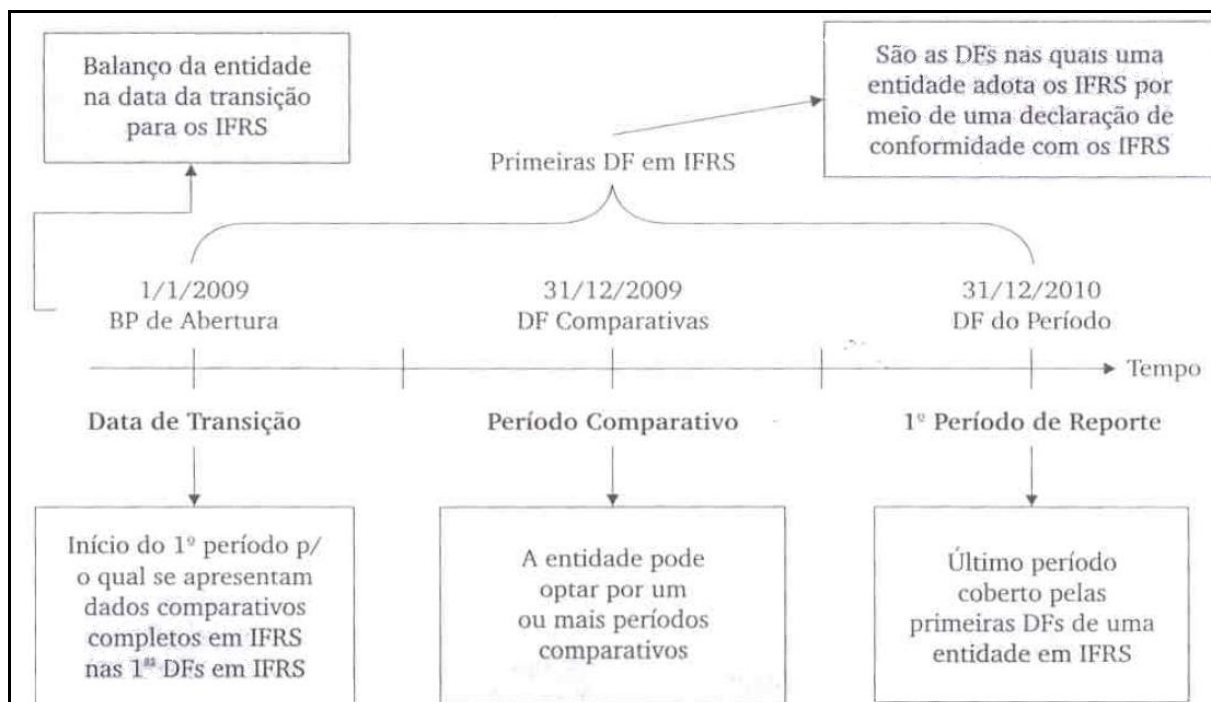 Balanço da entidade
na data da transição
para os IFRS
São as DFs nas quais uma
entidade adota os IFRS por
meio de uma declaração de
conformidade com os IFRS
Primeiras DF em IFRS
1/1/2009
BP de Abertura
31/12/2009
DF Comparativas
31/12/2010
DF do Período
Tempo
Data de Transição
Período Comparativo
1º Período de Reporte
Início do 1º período p/
o qual se apresentam
dados comparativos
completos em IFRS
nas 1ªs DFs em IFRS
A entidade pode
optar por um
ou mais períodos
comparativos
Último período
coberto pelas
primeiras DFs de uma
entidade em IFRS